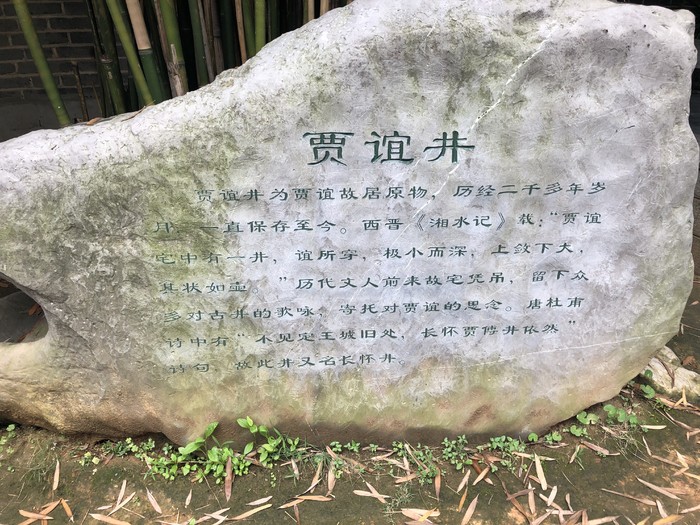 贾谊井
贾谊井为贾谊故居原物，历经二千多年岁
月 一直保存至今。西晋《湘水记》载：“贾谊
宅中有一井，谊所穿，极小而深，上敛下大，
其状如壶。”历代文人前来故宅凭吊，留下众
多对古井的歌咏，寄托对贾谊的思念。唐杜甫
诗中有“不见定王城旧处，长怀贾傅井依然”
诗句，故此井又名长怀井。